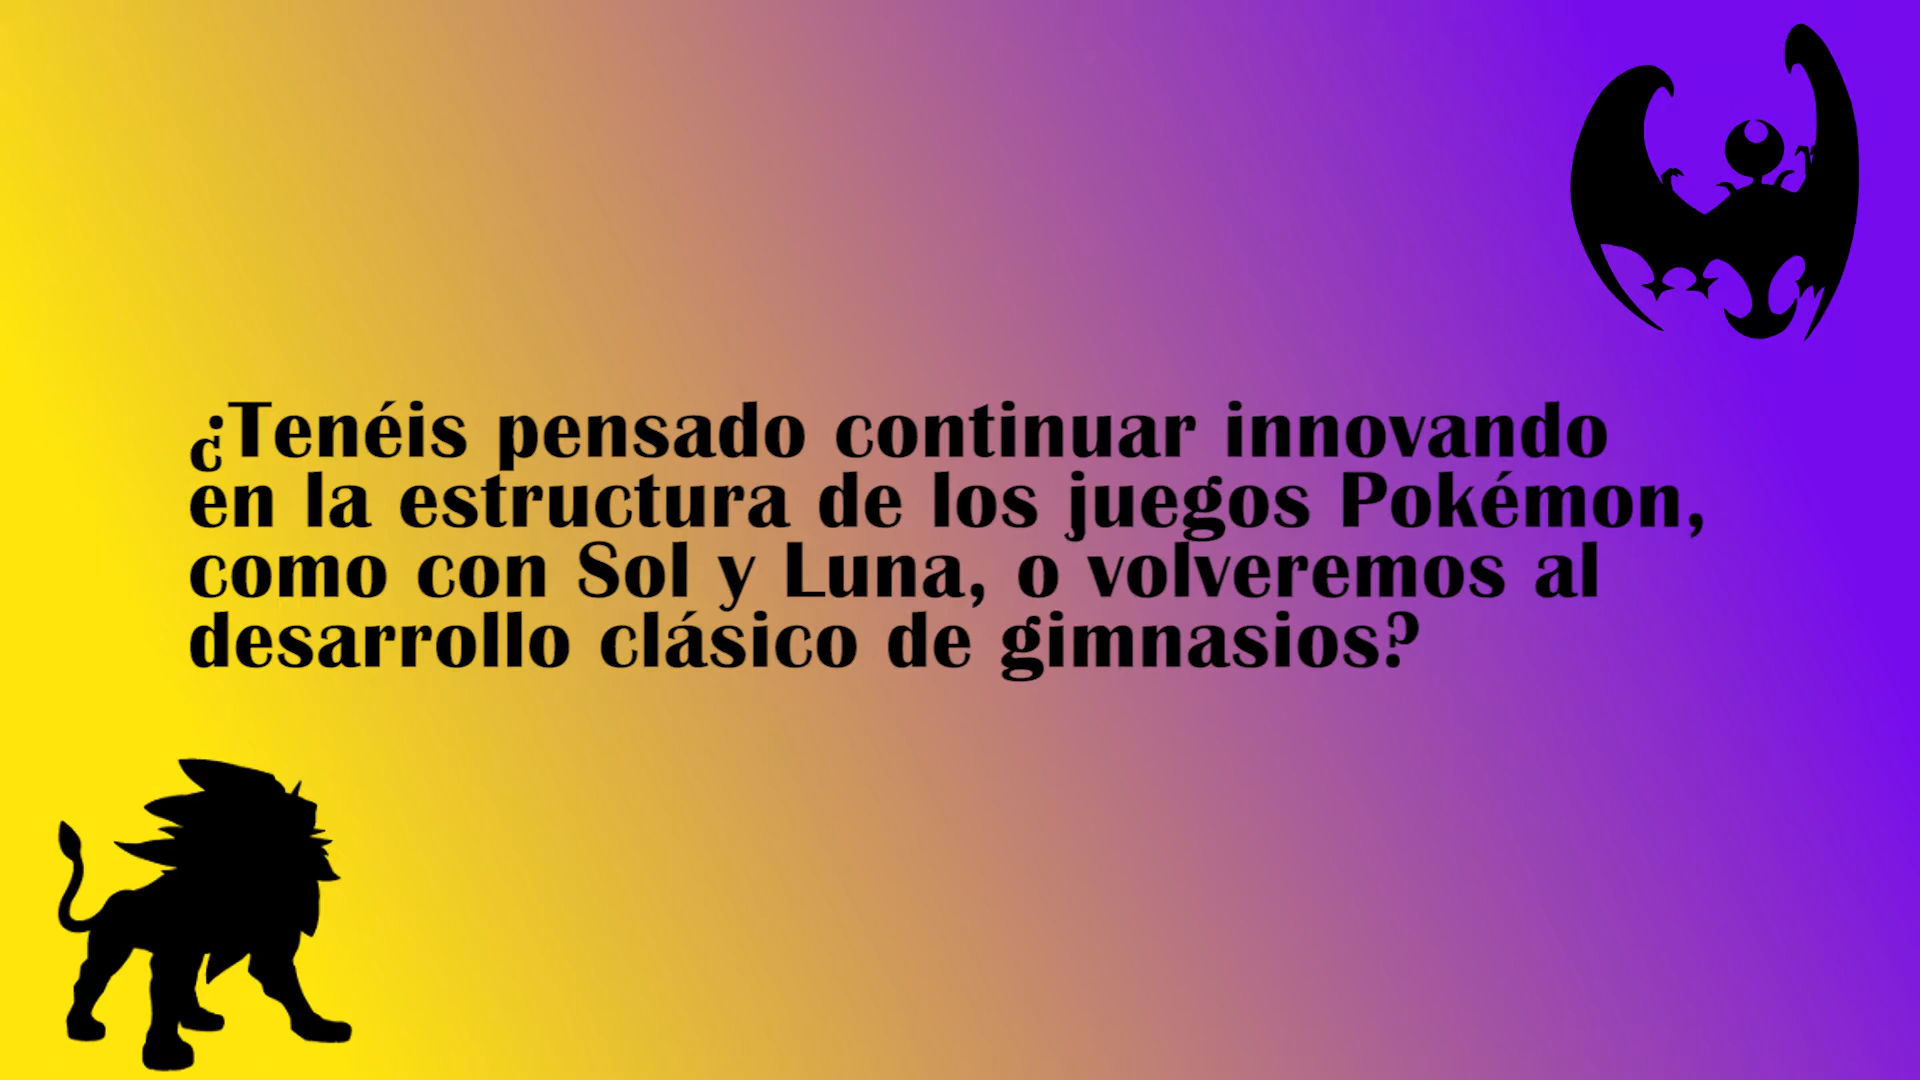 ¿Tenéis pensado continuar innovando
en la estructura de los juegos Pokémon,
como con Sol y Luna, o volveremos al
desarrollo clásico de gimnasios?